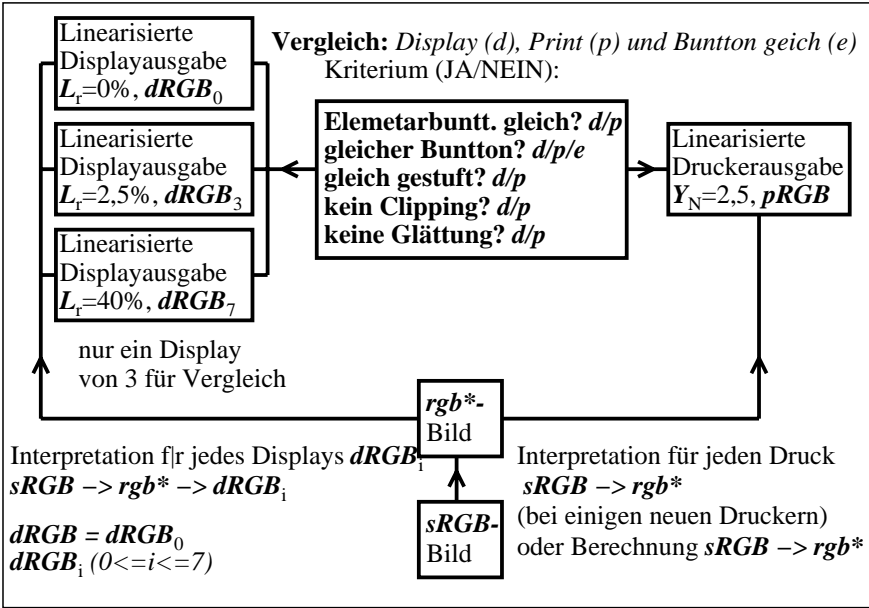 Linearisierte
Displayausgabe
Lr=0%, dRGB0
Vergleich: Display (d), Print (p) und Buntton geich (e)
Kriterium (JA/NEIN):
Linearisierte
Displayausgabe
Lr=2,5%, dRGB3
Linearisierte
Displayausgabe
Lr=40%, dRGB7
Elemetarbuntt. gleich? d/p
gleicher Buntton? d/p/e
gleich gestuft? d/p
kein Clipping? d/p
keine Glättung? d/p
Linearisierte
Druckerausgabe
YN=2,5, pRGB
nur ein Display
von 3 für Vergleich
rgb*-
Bild
Interpretation f|r jedes Displays dRGBi
sRGB −> rgb* −> dRGBi
dRGB = dRGB0
dRGBi (0<=i<=7)
sRGB-
Bild
Interpretation für jeden Druck
sRGB −> rgb*
(bei einigen neuen Druckern)
oder Berechnung sRGB −> rgb*